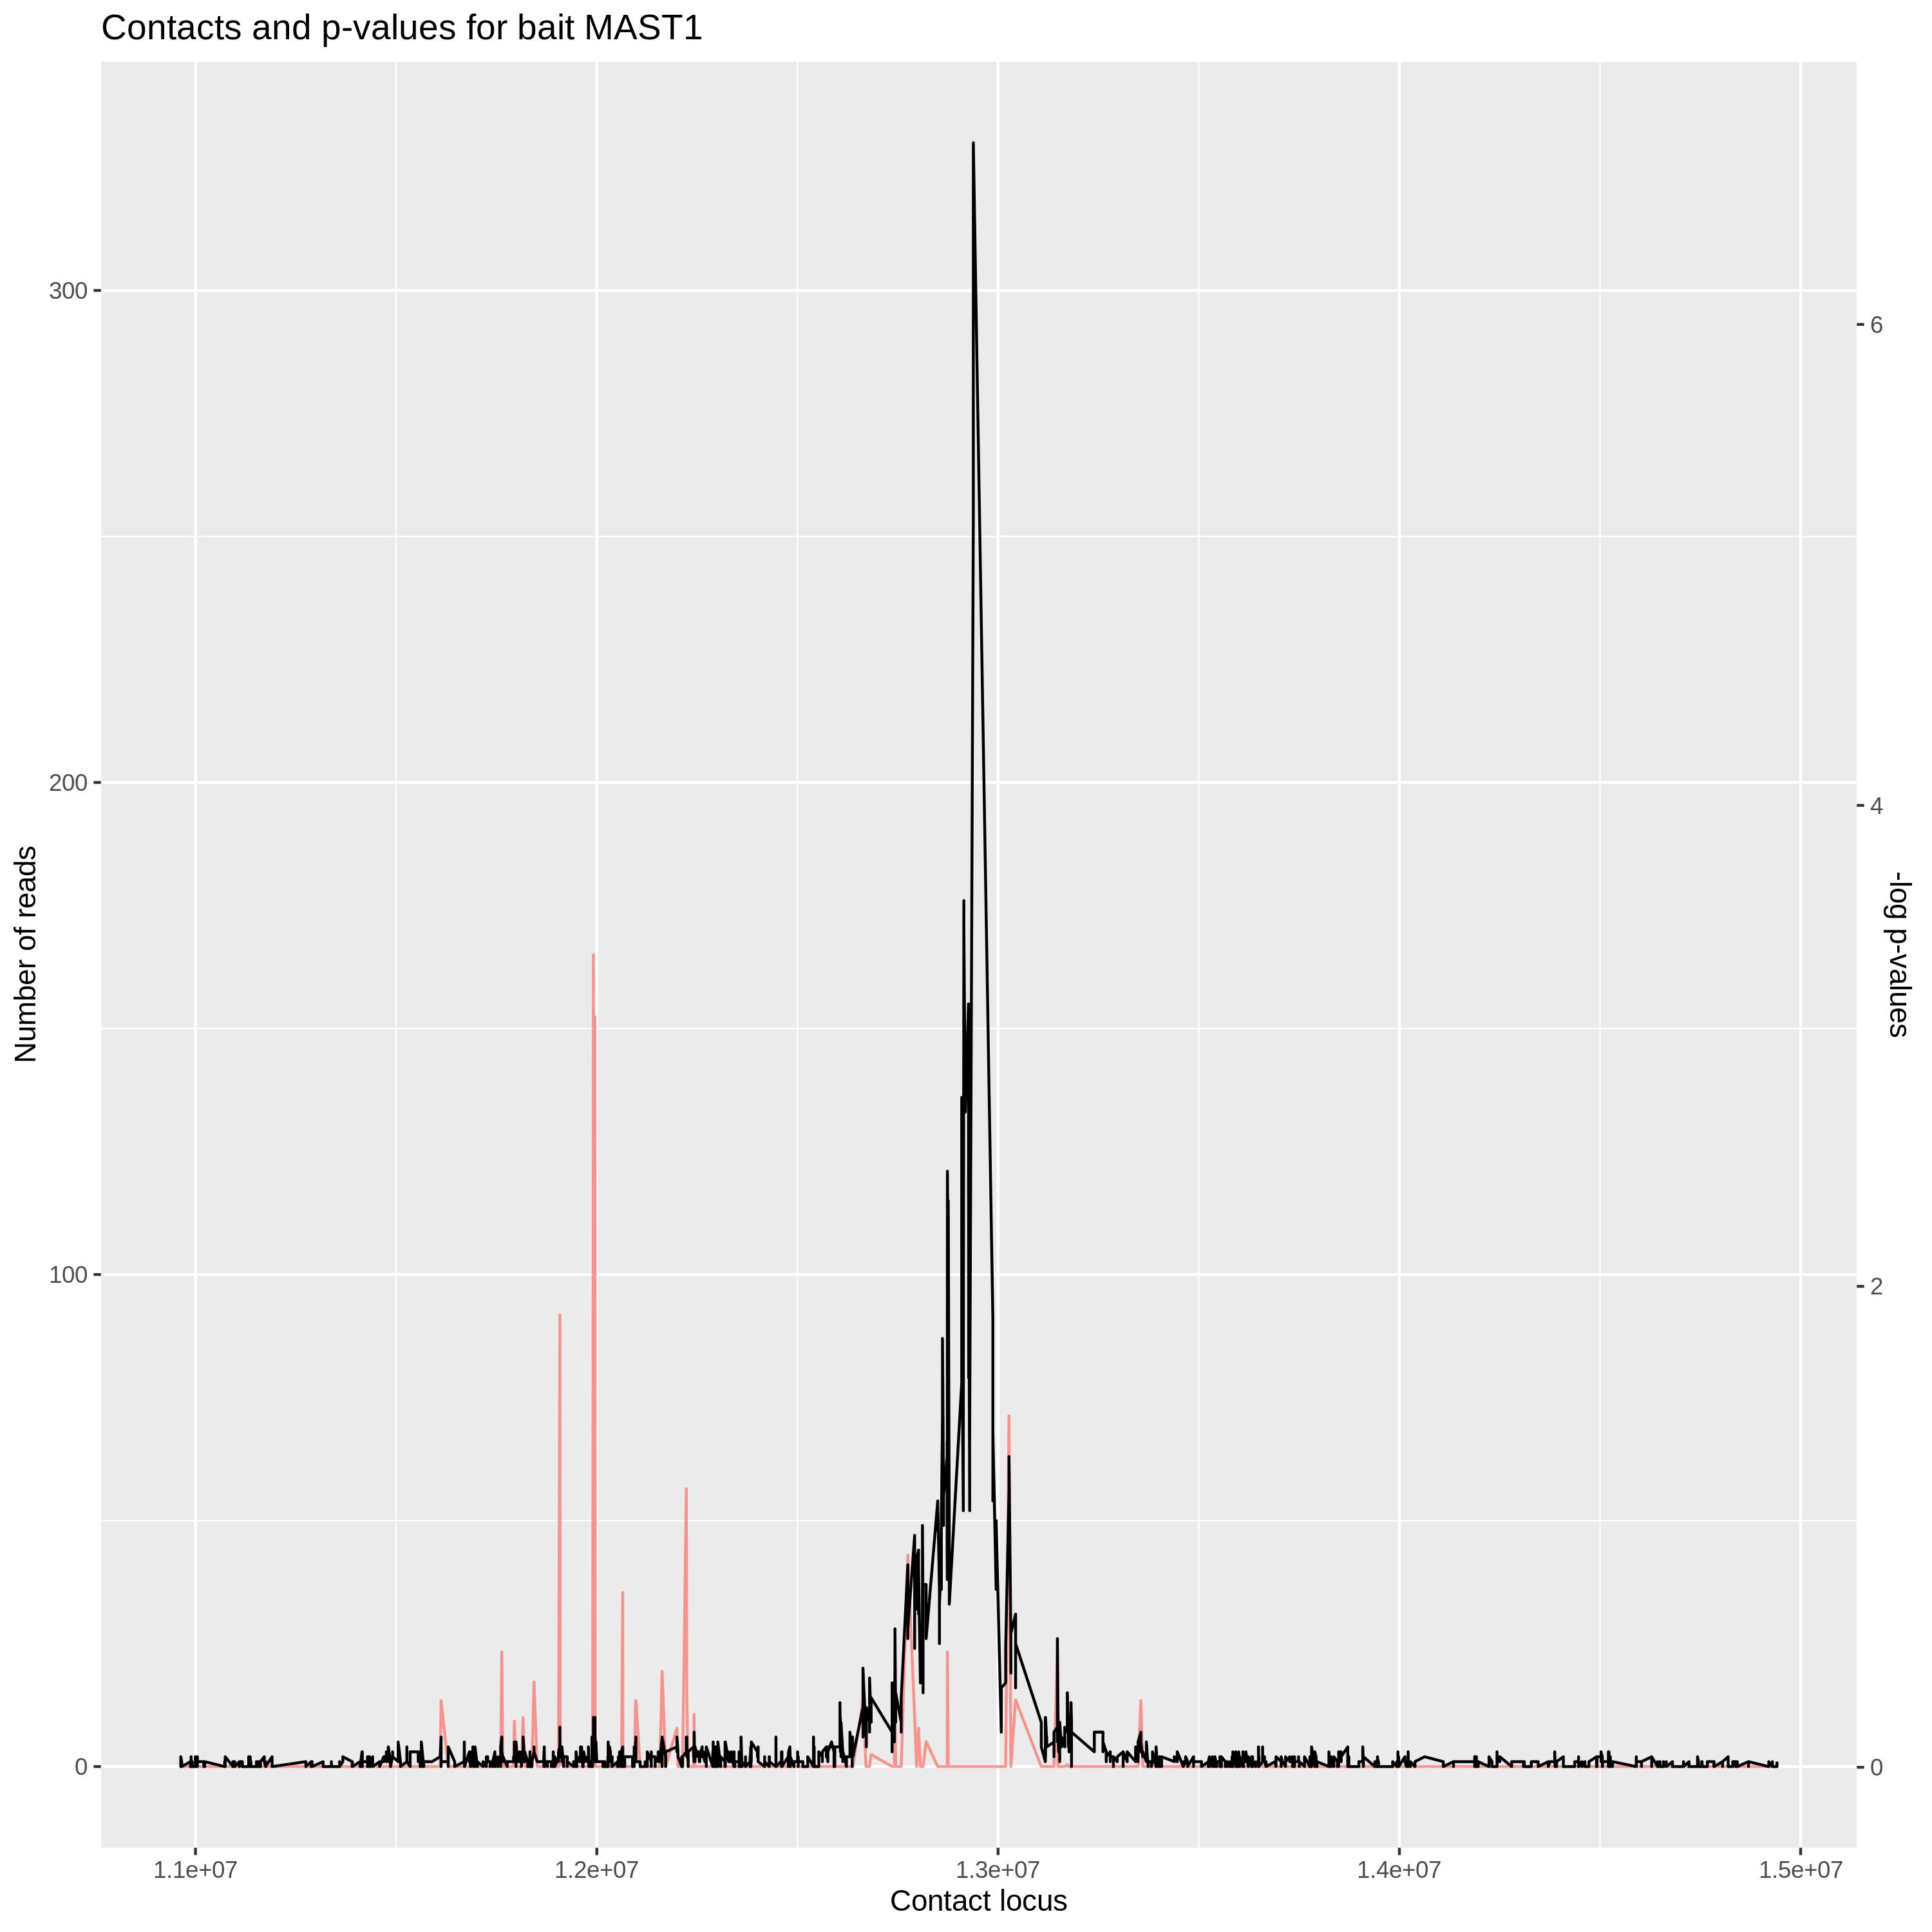 Contacts and p-values for bait MAST1
300
200
100
0
Number of reads
6
4
2
0
-log p-values
1.1e+07
1.2e+07
1.3e+07
1.4e+07
1.5e+07
Contact locus